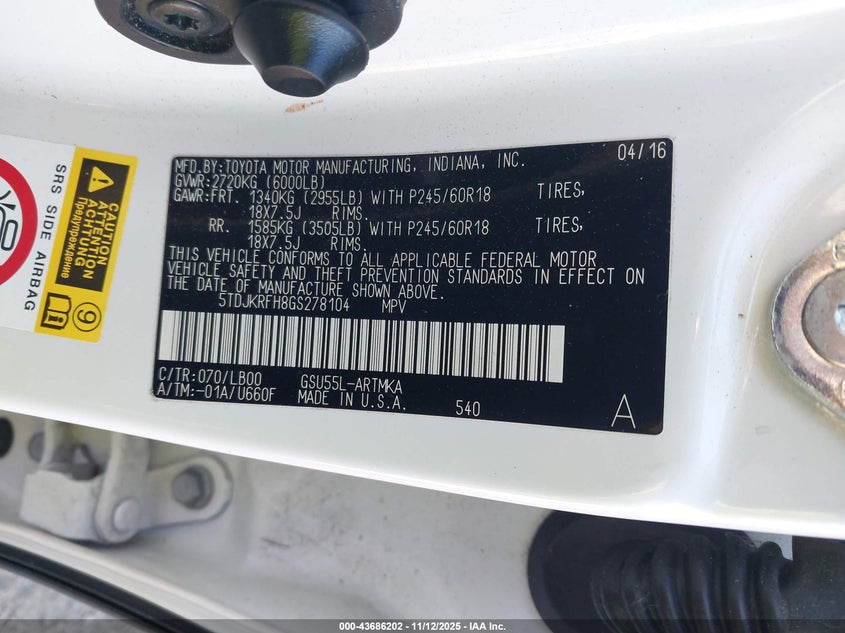 SRS SIDE AIRBAG
CAUTION
ATTENTION
ACHTUNG
Предупреждение
9
i
MFD.BY:TOYOTA MOTOR MANUFACTURING, INDIANA, INC. 04/16
GVWR:2720KG (6000LB)
GAWR:FRT. 1340KG (2955LB) WITH P245/60R18 TIRES,
18X7.5J RIMS.
RR. 1585KG (3505LB) WITH P245/60R18 TIRES,
18X7.5J RIMS.
THIS VEHICLE CONFORMS TO ALL APPLICABLE FEDERAL MOTOR
VEHICLE SAFETY AND THEFT PREVENTION STANDARDS IN EFFECT ON
THE DATE OF MANUFACTURE SHOWN ABOVE.
5TDJKRFH8GS278104 MPV
C/TR:070/LB00 GSU55L-ARTMKA
A/TM:-01A/U660F MADE IN U.S.A. 540 A
000-43686202 - 11/12/2025 - IAA Inc.